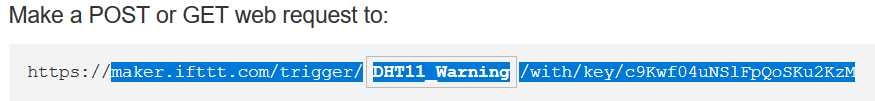 Make a POST or GET web request to:
https://maker.ifttt.com/trigger/ DHT11_Warning /with/key/c9Kwf04uNSlFpQoSKu2KzM